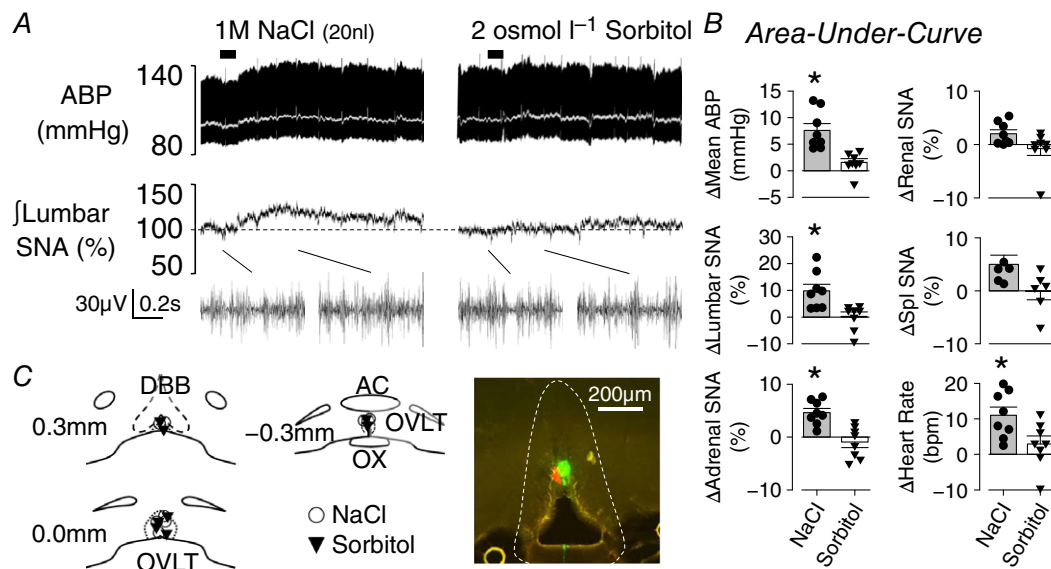 A
1M NaCl (20nl)
2 osmol l⁻¹ Sorbitol
ABP
(mmHg)
140
80
∫Lumbar
SNA (%)
150
100
50
30µV
0.2s
B
Area-Under-Curve
ΔMean ABP
(mmHg)
15
10
5
0
−5
*
ΔRenal SNA
(%)
10
0
−10
ΔLumbar SNA
(%)
30
20
10
0
−10
*
ΔSpl SNA
(%)
10
0
−10
ΔAdrenal SNA
(%)
20
10
0
−10
*
NaCl
Sorbitol
ΔHeart Rate
(bpm)
20
10
0
−10
*
NaCl
Sorbitol
C
DBB
0.3mm
AC
−0.3mm
OVLT
OX
0.0mm
OVLT
NaCl
Sorbitol
200µm